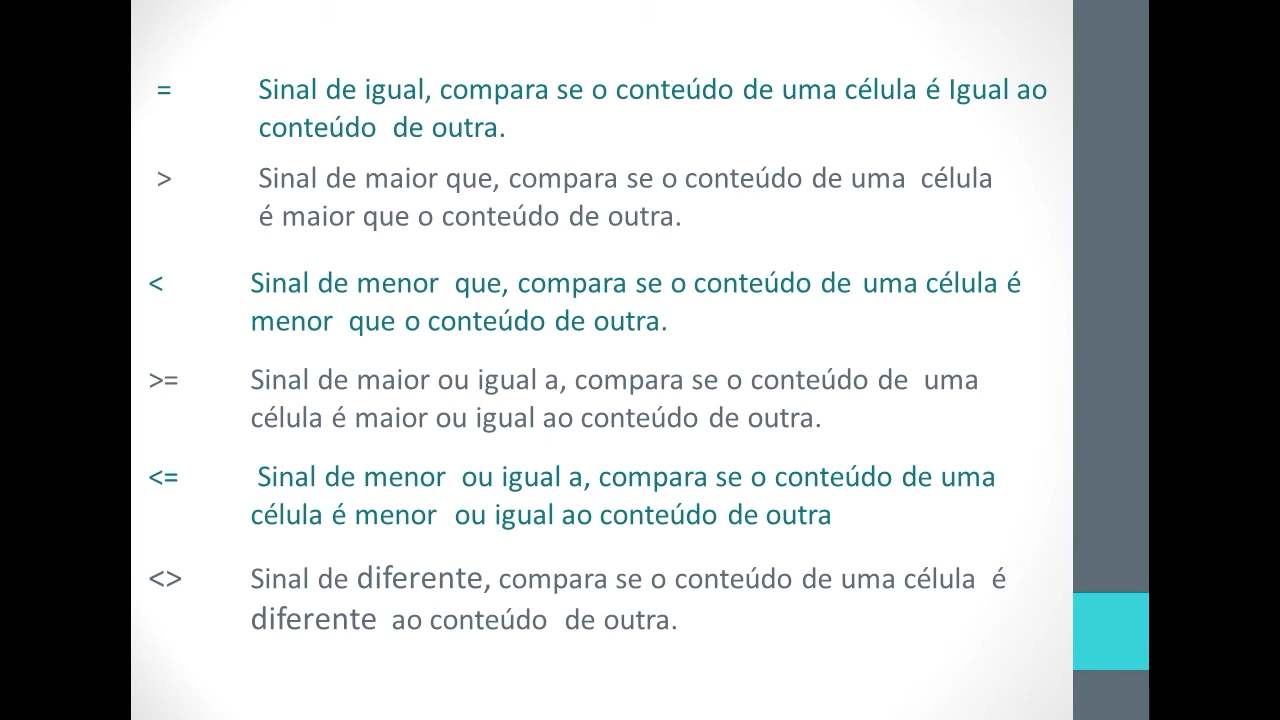 = Sinal de igual, compara se o conteúdo de uma célula é Igual ao
conteúdo de outra.
> Sinal de maior que, compara se o conteúdo de uma célula
é maior que o conteúdo de outra.
< Sinal de menor que, compara se o conteúdo de uma célula é
menor que o conteúdo de outra.
>= Sinal de maior ou igual a, compara se o conteúdo de uma
célula é maior ou igual ao conteúdo de outra.
<= Sinal de menor ou igual a, compara se o conteúdo de uma
célula é menor ou igual ao conteúdo de outra
<> Sinal de diferente, compara se o conteúdo de uma célula é
diferente ao conteúdo de outra.